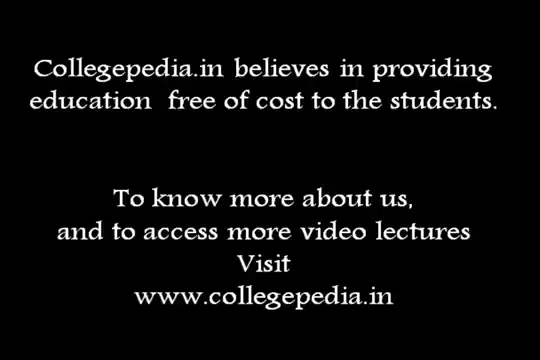 Collegepedia.in believes in providing
education free of cost to the students.
To know more about us,
and to access more video lectures
Visit
www.collegepedia.in